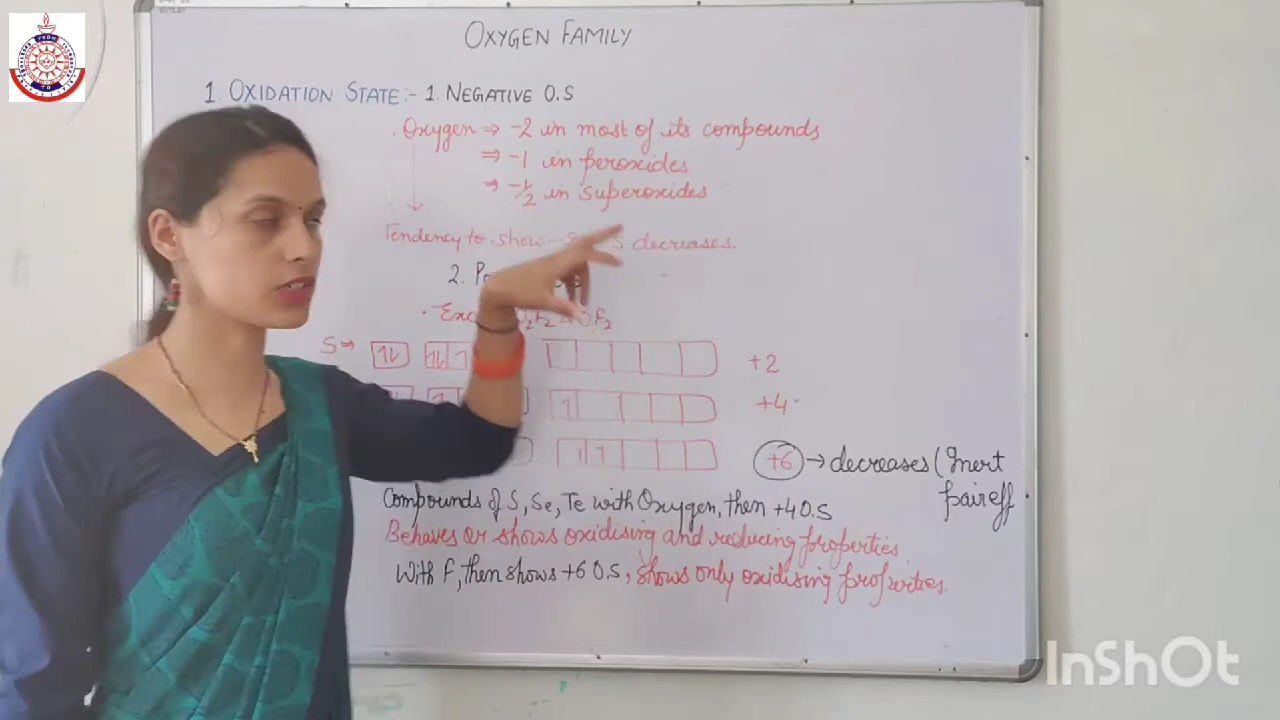 OXYGEN FAMILY
1 OXIDATION STATE:- 1. NEGATIVE O.S
. Oxygen ⇒ -2 in most of its compounds
⇒ -1 in peroxides
⇒ -1/2 in superoxides
Tendency to show decreases.
2.
F2 OF2
S⇒ +2
+4
+6 → decreases (Inert
pair eff
Compounds of S, Se, Te with Oxygen, then +4 O.S
Behaves or shows oxidising and reducing properties
With F, then shows +6 O.S, shows only oxidising properties.
InShOt